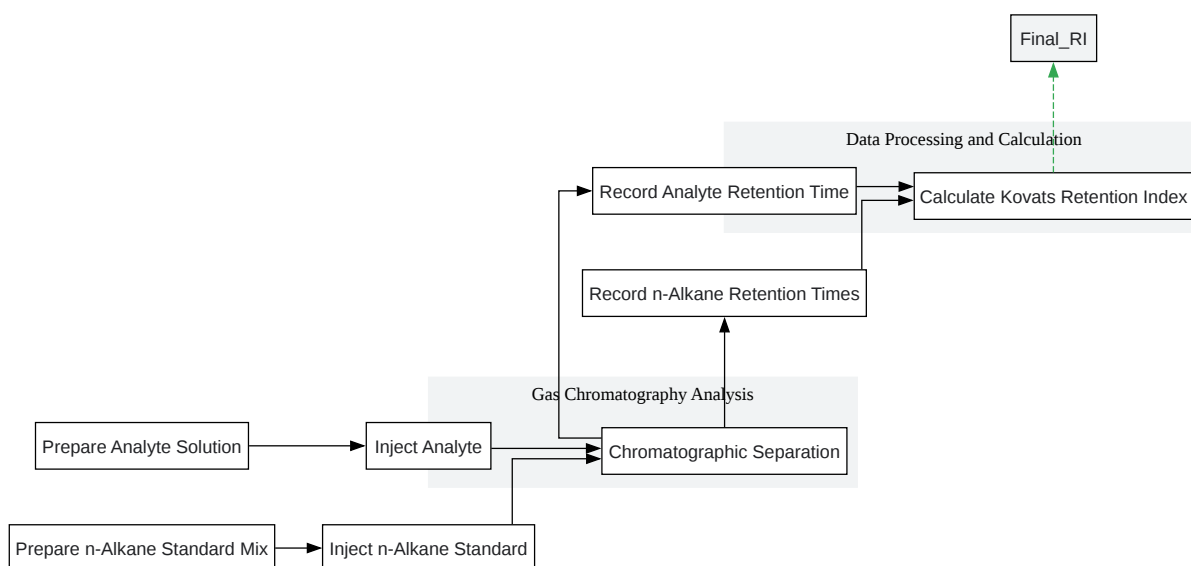 Final_RI
Data Processing and Calculation
Record Analyte Retention Time
Calculate Kovats Retention Index
Record n-Alkane Retention Times
Gas Chromatography Analysis
Prepare Analyte Solution
Inject Analyte
Chromatographic Separation
Prepare n-Alkane Standard Mix
Inject n-Alkane Standard